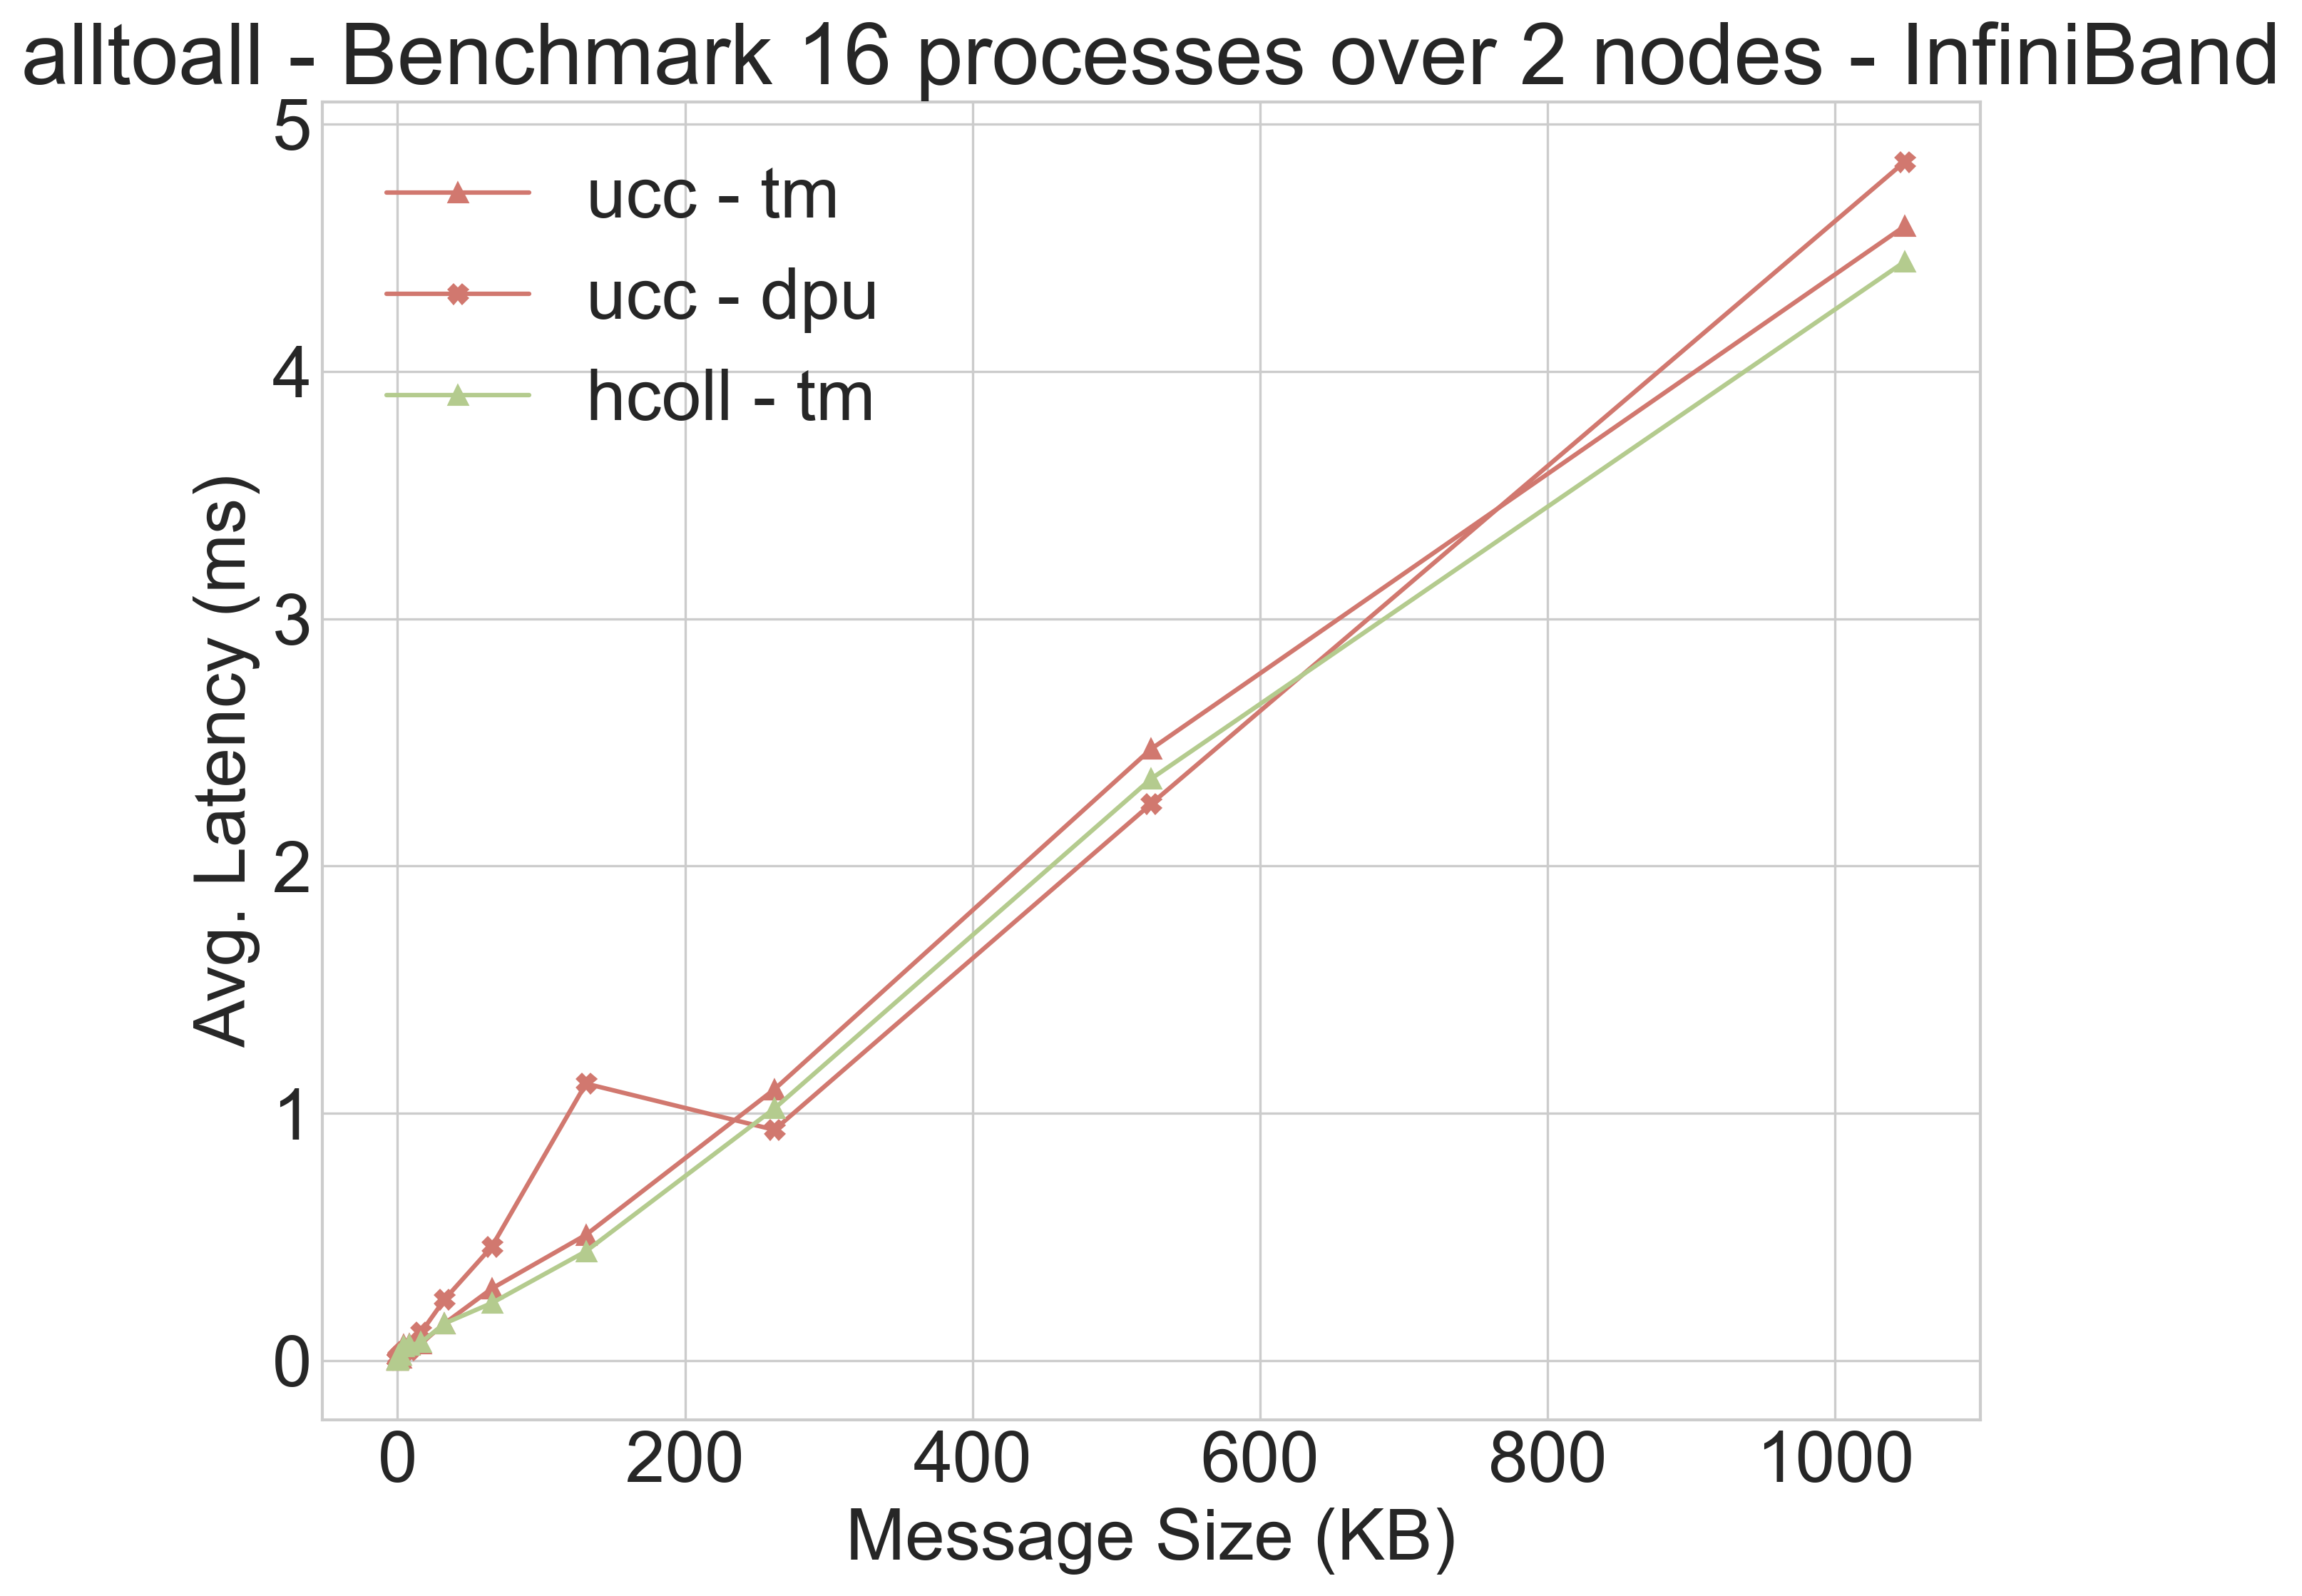 alltoall - Benchmark 16 processes over 2 nodes - InfiniBand
5
4
3
2
1
0
Avg. Latency (ms)
ucc - tm
ucc - dpu
hcoll - tm
0 200 400 600 800 1000
Message Size (KB)